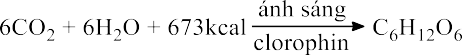 6CO₂ + 6H₂O + 673kcal ánh sáng clorophin → C₆H₁₂O₆